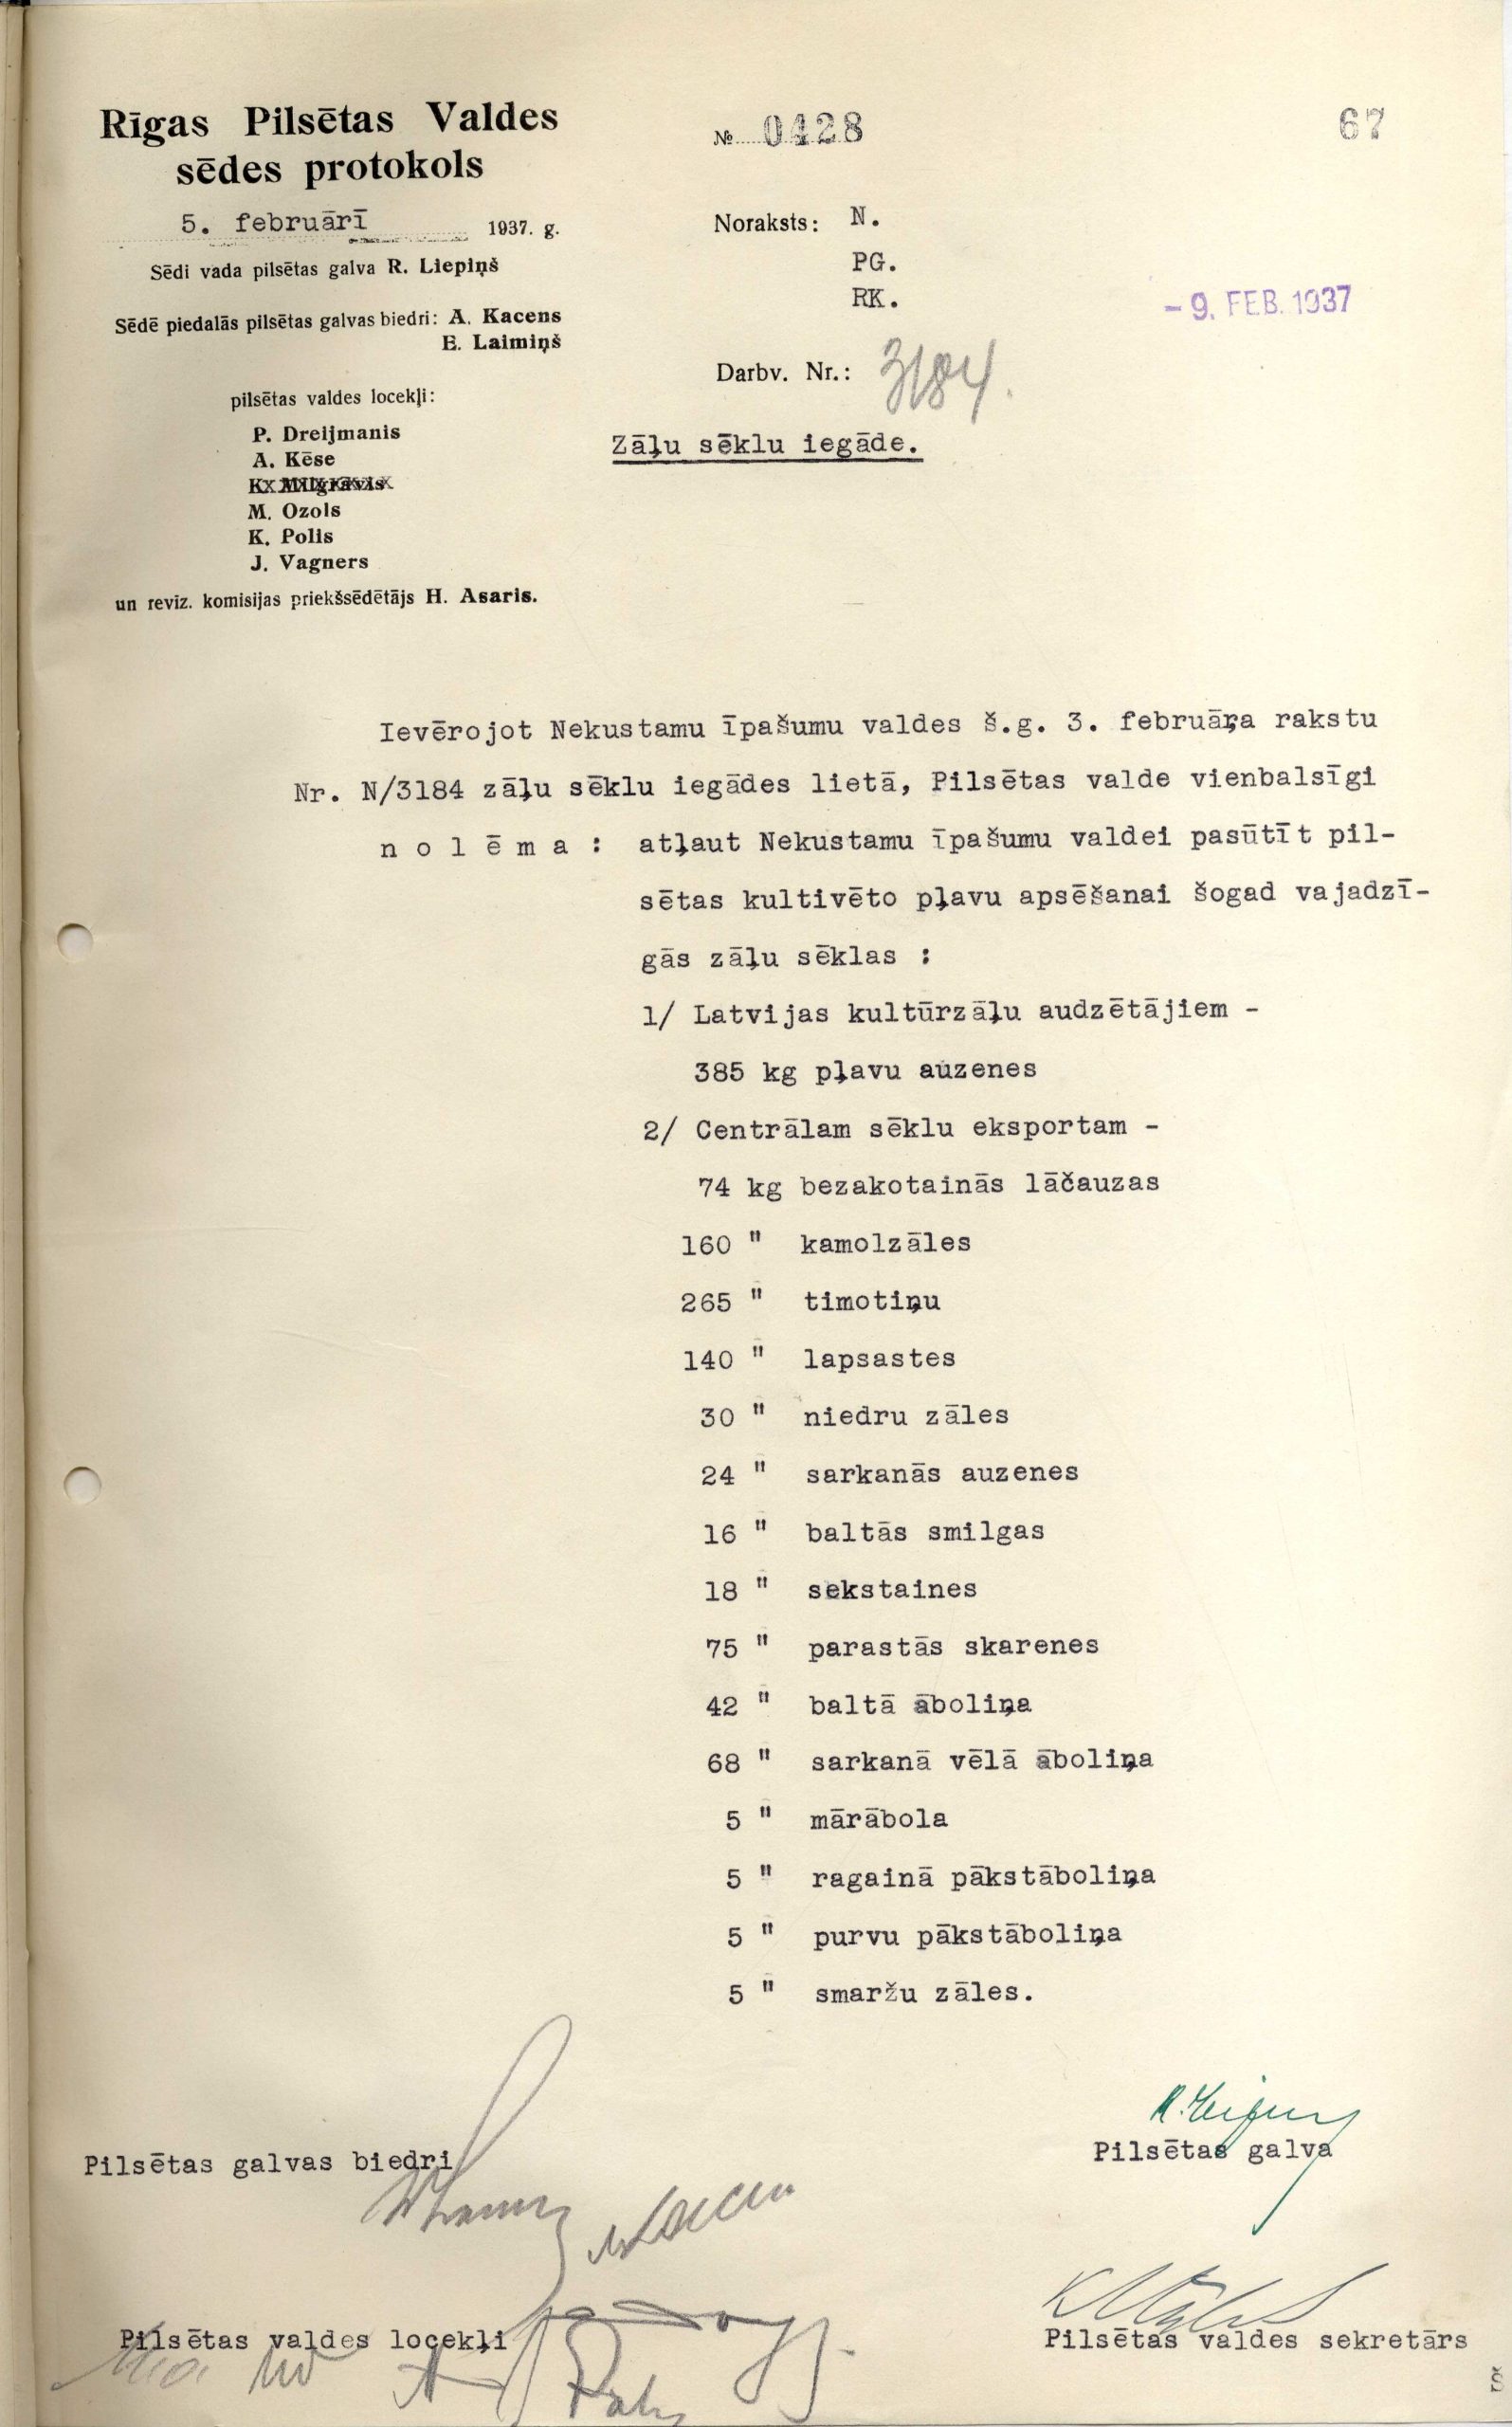 Rīgas Pilsētas Valdes
sēdes protokols
5. februārī 1937. g.
Sēdi vada pilsētas galva R. Liepiņš
Sēdē piedalās pilsētas galvas biedri: A. Kacens
E. Laimiņš
pilsētas valdes locekļi:
P. Dreijmanis
A. Kēse
K. Milgravis
M. Ozols
K. Polis
J. Vagners
un reviz. komisijas priekšsēdētājs H. Asaris.
№ 0428
67
Noraksts: N.
PG.
RK.
- 9. FEB. 1937
Darbv. Nr.: 3184.
Zāļu sēklu iegāde.
Ievērojot Nekustamu īpašumu valdes š.g. 3. februāŗa rakstu
Nr. N/3184 zāļu sēklu iegādes lietā, Pilsētas valde vienbalsīgi
n o l ē m a : atļaut Nekustamu īpašumu valdei pasūtīt pil-
sētas kultivēto pļavu apsēšanai šogad vajadzī-
gās zāļu sēklas :
1/ Latvijas kultūrzāļu audzētājiem -
385 kg pļavu auzenes
2/ Centrālam sēklu eksportam -
74 kg bezakotainās lāčauzas
160 " kamolzāles
265 " timotiņu
140 " lapsastes
30 " niedru zāles
24 " sarkanās auzenes
16 " baltās smilgas
18 " sekstaines
75 " parastās skarenes
42 " baltā āboliņa
68 " sarkanā vēlā āboliņa
5 " mārābola
5 " ragainā pākstāboliņa
5 " purvu pākstāboliņa
5 " smaržu zāles.
Pilsētas galvas biedri
Pilsētas galva
Pilsētas valdes locekļi
Pilsētas valdes sekretārs
rš